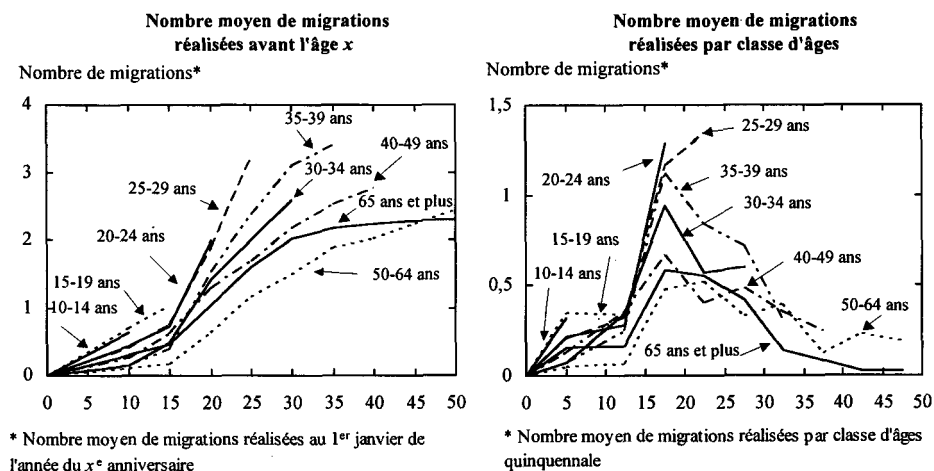 Nombre moyen de migrations
réalisées avant l'âge x
Nombre de migrations*
4
3
2
1
0
0 5 10 15 20 25 30 35 40 45 50
35-39 ans
40-49 ans
30-34 ans
25-29 ans
65 ans et plus
20-24 ans
15-19 ans
10-14 ans
50-64 ans
* Nombre moyen de migrations réalisées au 1er janvier de
l'année du xe anniversaire
Nombre moyen de migrations
réalisées par classe d'âges
Nombre de migrations*
1,5
1
0,5
0
0 5 10 15 20 25 30 35 40 45 50
25-29 ans
20-24 ans
35-39 ans
30-34 ans
15-19 ans
40-49 ans
10-14 ans
50-64 ans
65 ans et plus
* Nombre moyen de migrations réalisées par classe d'âges
quinquennale